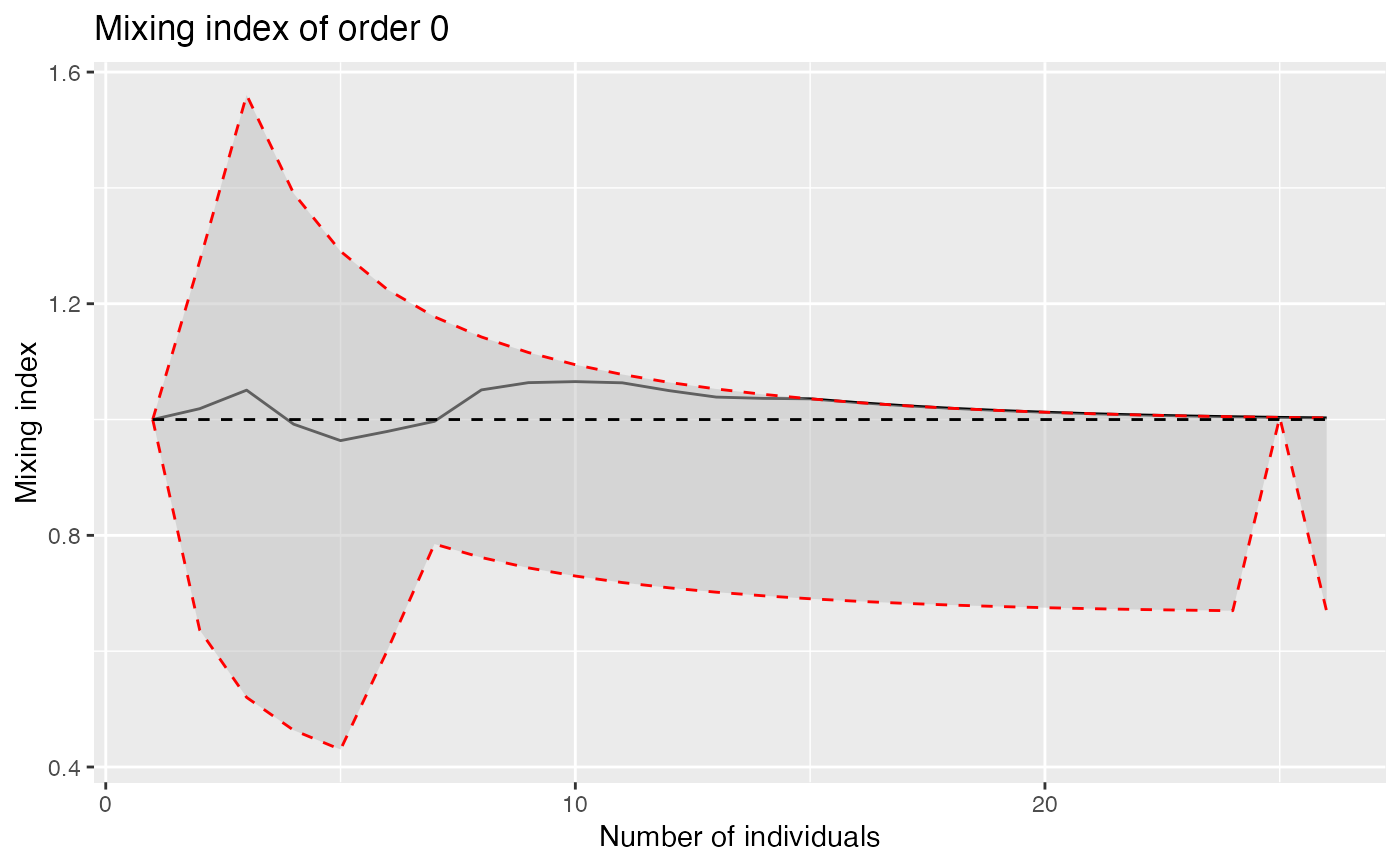 Mixing index of order 0
1.6
1.2
0.8
0.4
Mixing index
0 10 20
Number of individuals